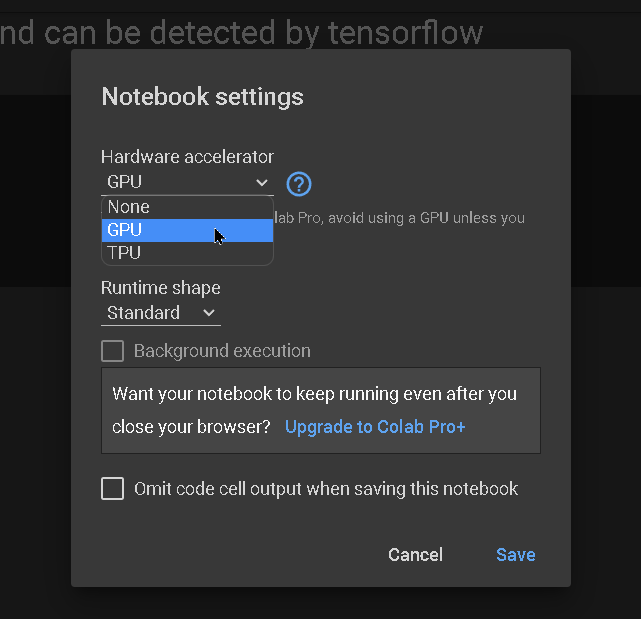 nd can be detected by tensorflow
Notebook settings
Hardware accelerator
GPU
None
lab Pro, avoid using a GPU unless you
GPU
TPU
Runtime shape
Standard
Background execution
Want your notebook to keep running even after you
close your browser? Upgrade to Colab Pro+
Omit code cell output when saving this notebook
Cancel Save